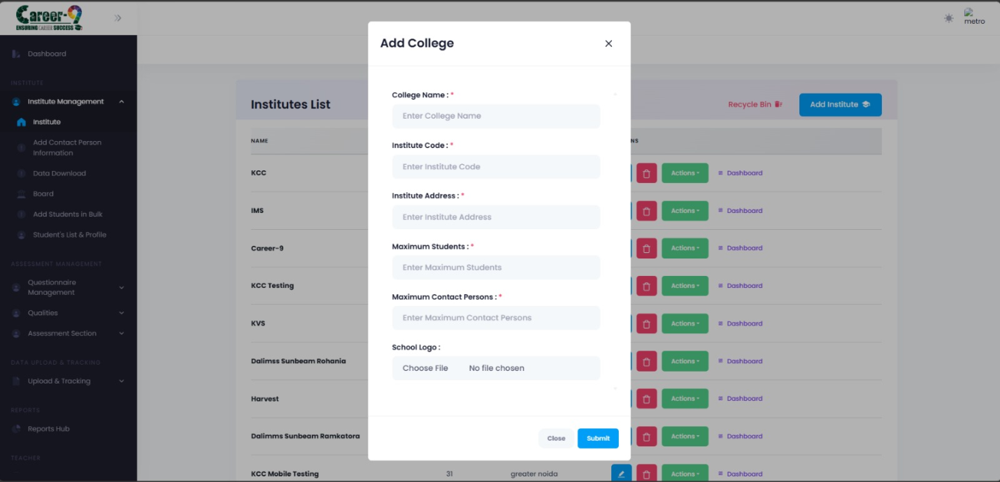 Career-9
ENSURING CAREER SUCCESS
metro
Dashboard
INSTITUTE
Institute Management
Institute
Add Contact Person
Information
Data Download
Board
Add Students in Bulk
Student's List & Profile
ASSESSMENT MANAGEMENT
Questionnaire
Management
Qualities
Assessment Section
DATA UPLOAD & TRACKING
Upload & Tracking
REPORTS
Reports Hub
TEACHER
Institutes List
Recycle Bin
Add Institute
NAME
NS
KCC
Actions
Dashboard
IMS
Actions
Dashboard
Career-9
Actions
Dashboard
KCC Testing
Actions
Dashboard
KVS
Actions
Dashboard
Dalimss Sunbeam Rohania
Actions
Dashboard
Harvest
Actions
Dashboard
Dalimms Sunbeam Ramkatora
Actions
Dashboard
KCC Mobile Testing
31
greater noida
Actions
Dashboard
Add College
College Name : *
Enter College Name
Institute Code : *
Enter Institute Code
Institute Address : *
Enter Institute Address
Maximum Students : *
Enter Maximum Students
Maximum Contact Persons : *
Enter Maximum Contact Persons
School Logo :
Choose File No file chosen
Close
Submit